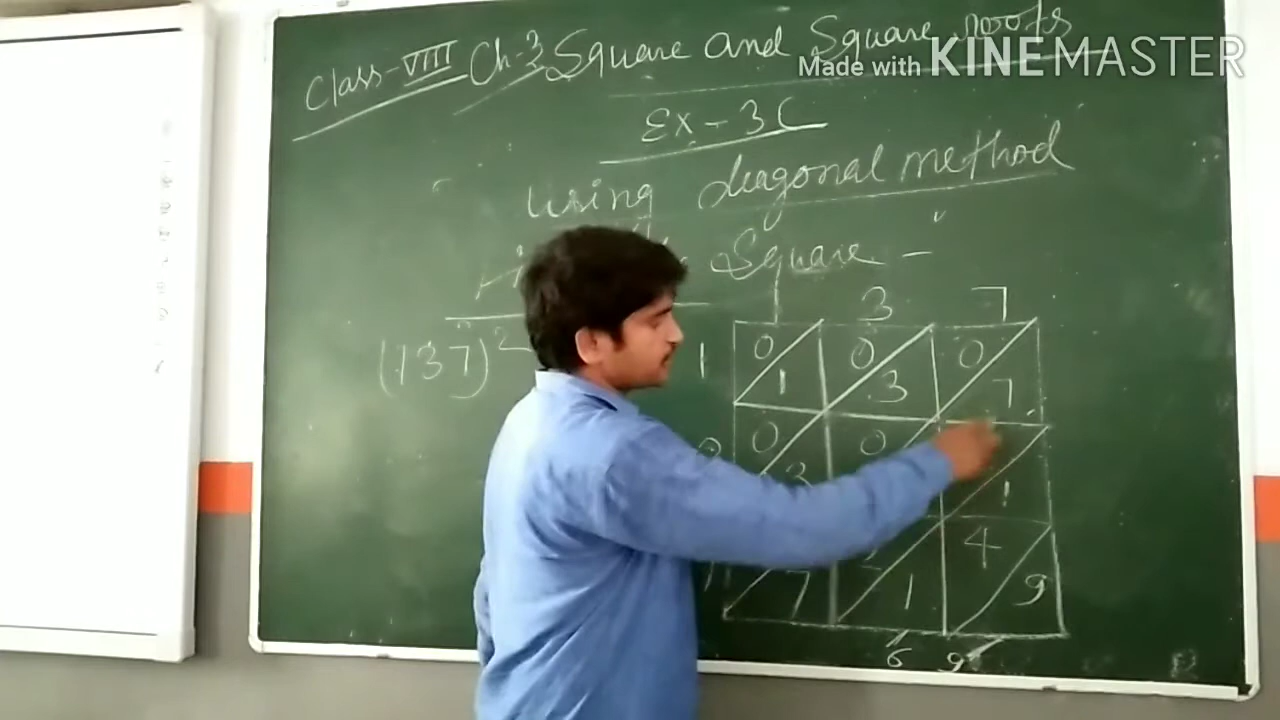 Class-VIII Ch-3 Square and Square roots
Made with KINEMASTER
Ex-3C
using diagonal method
Square -
(137)²
1 3 7
1 0 1 0 3 0 7
0 3 0 1
7 2 1 4 9
6 9